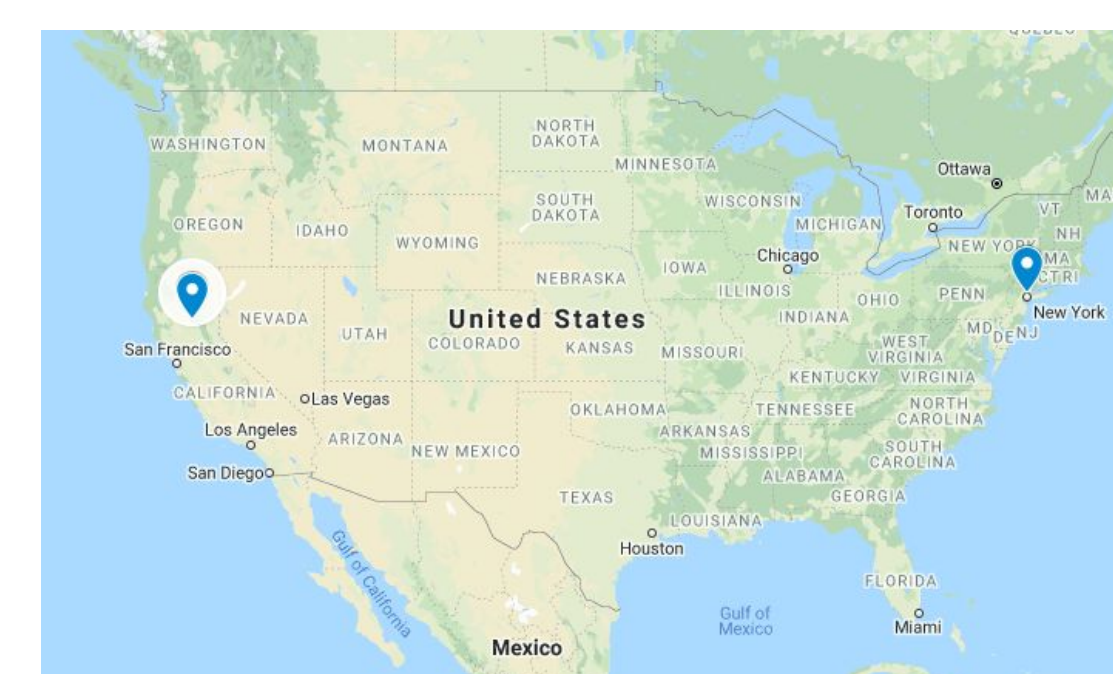 QUEBEC
WASHINGTON
MONTANA
NORTH
DAKOTA
MINNESOTA
Ottawa
OREGON
IDAHO
SOUTH
DAKOTA
WISCONSIN
MICHIGAN
Toronto
VT
MA
NH
WYOMING
NEW YORK
MA
CT RI
Chicago
IOWA
NEBRASKA
ILLINOIS
OHIO
PENN
NEVADA
UTAH
United States
COLORADO
KANSAS
MISSOURI
INDIANA
WEST
VIRGINIA
MD
DE
NJ
New York
San Francisco
CALIFORNIA
Las Vegas
KENTUCKY
VIRGINIA
OKLAHOMA
TENNESSEE
NORTH
CAROLINA
Los Angeles
ARIZONA
NEW MEXICO
ARKANSAS
MISSISSIPPI
SOUTH
CAROLINA
San Diego
ALABAMA
TEXAS
GEORGIA
LOUISIANA
Houston
Gulf of California
FLORIDA
Gulf of
Mexico
Miami
Mexico